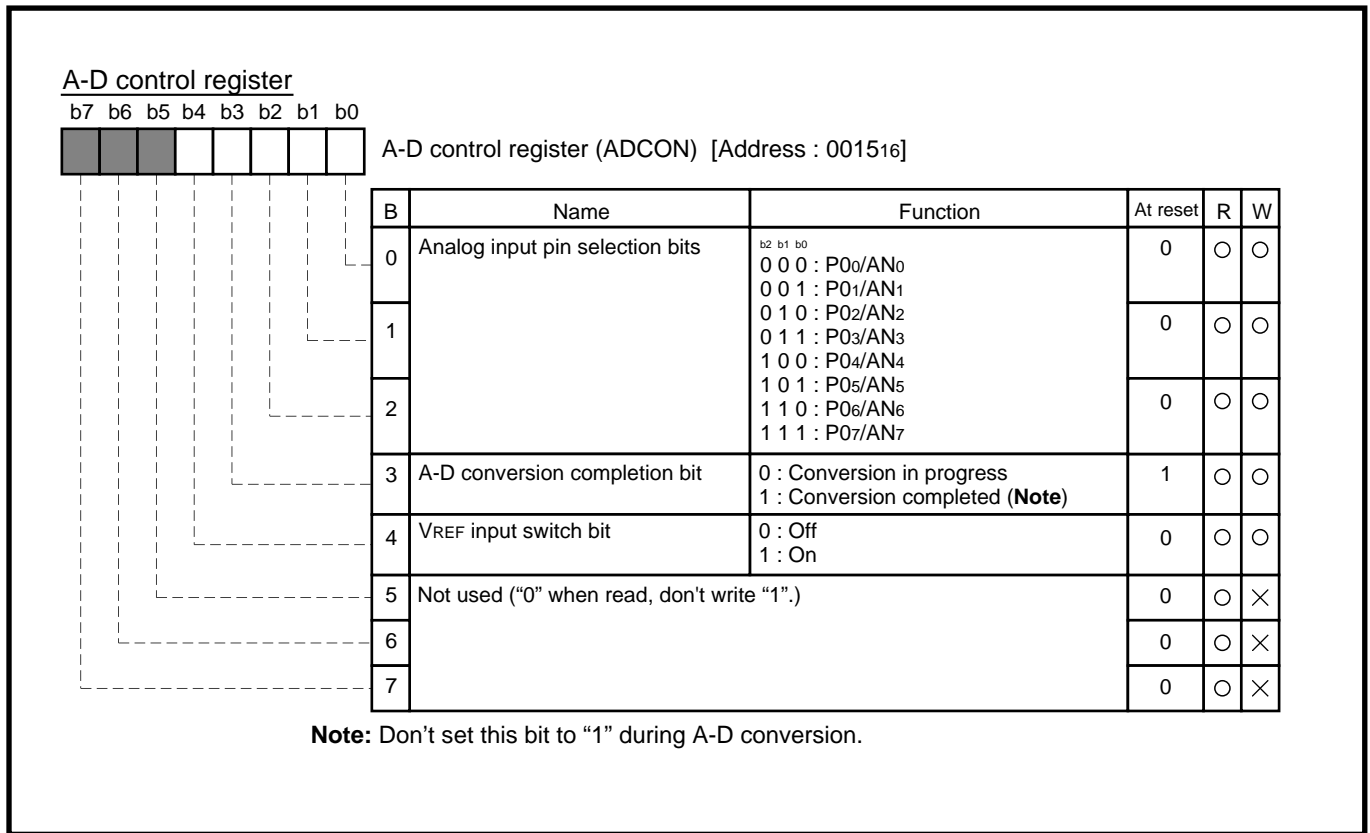 A-D control register
b7 b6 b5 b4 b3 b2 b1 b0
A-D control register (ADCON) [Address : 001516]
B Name Function At reset R W
0 Analog input pin selection bits b2 b1 b0 0 ○ ○
0 0 0 : P00/AN0
0 0 1 : P01/AN1
0 1 0 : P02/AN2
1 0 ○ ○
0 1 1 : P03/AN3
1 0 0 : P04/AN4
1 0 1 : P05/AN5
2 0 ○ ○
1 1 0 : P06/AN6
1 1 1 : P07/AN7
3 A-D conversion completion bit 0 : Conversion in progress 1 ○ ○
1 : Conversion completed (Note)
4 VREF input switch bit 0 : Off 0 ○ ○
1 : On
5 Not used (“0” when read, don't write “1”.) 0 ○ ×
6 0 ○ ×
7 0 ○ ×
Note: Don’t set this bit to “1” during A-D conversion.